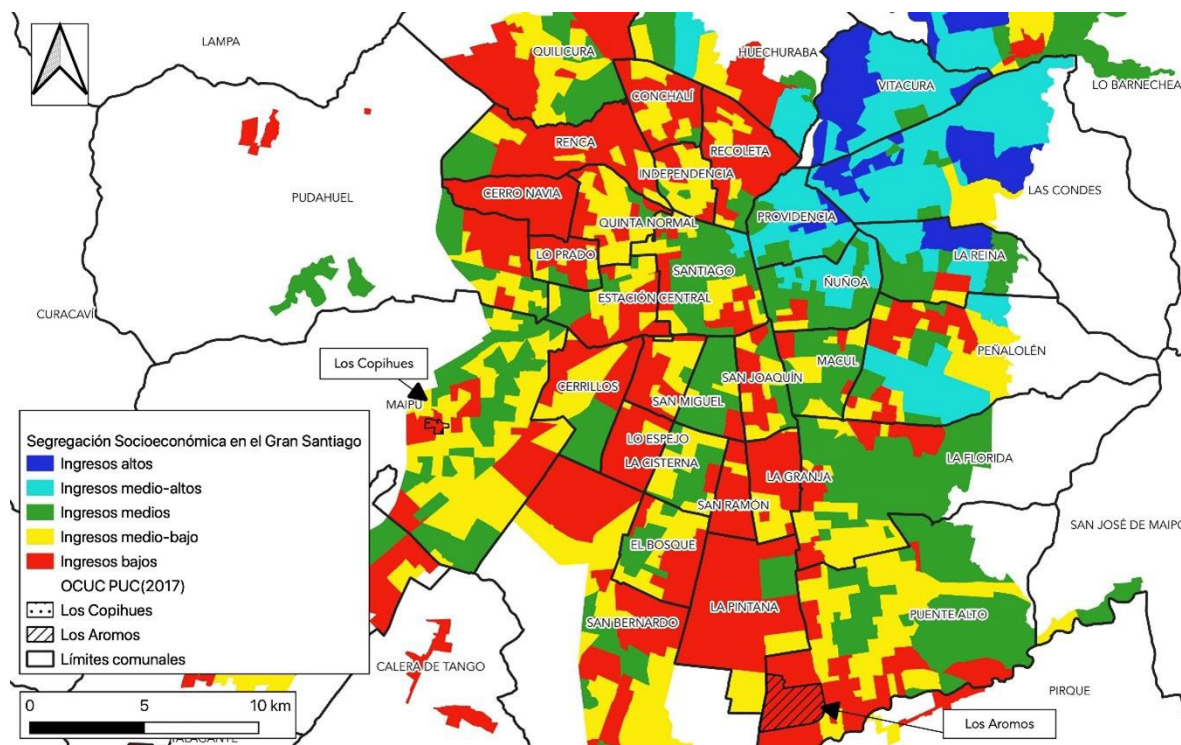 LAMPA
QUILICURA
HUECHURABA
VITACURA
LO BARNECHEA
CONCHALÍ
RENCA
RECOLETA
INDEPENDENCIA
PUDAHUEL
CERRO NAVIA
LAS CONDES
PROVIDENCIA
QUINTA NORMAL
LO PRADO
LA REINA
SANTIAGO
ÑUÑOA
ESTACIÓN CENTRAL
CURACAVÍ
PEÑALOLÉN
Los Copihues
MACUL
SAN JOAQUÍN
CERRILLOS
MAIPÚ
SAN MIGUEL
LO ESPEJO
LA FLORIDA
LA CISTERNA
LA GRANJA
SAN RAMÓN
SAN JOSÉ DE MAIPO
EL BOSQUE
LA PINTANA
PUENTE ALTO
SAN BERNARDO
CALERA DE TANGO
PIRQUE
Los Aromos
Segregación Socioeconómica en el Gran Santiago
Ingresos altos
Ingresos medio-altos
Ingresos medios
Ingresos medio-bajo
Ingresos bajos
OCUC PUC(2017)
Los Copihues
Los Aromos
Límites comunales
0 5 10 km